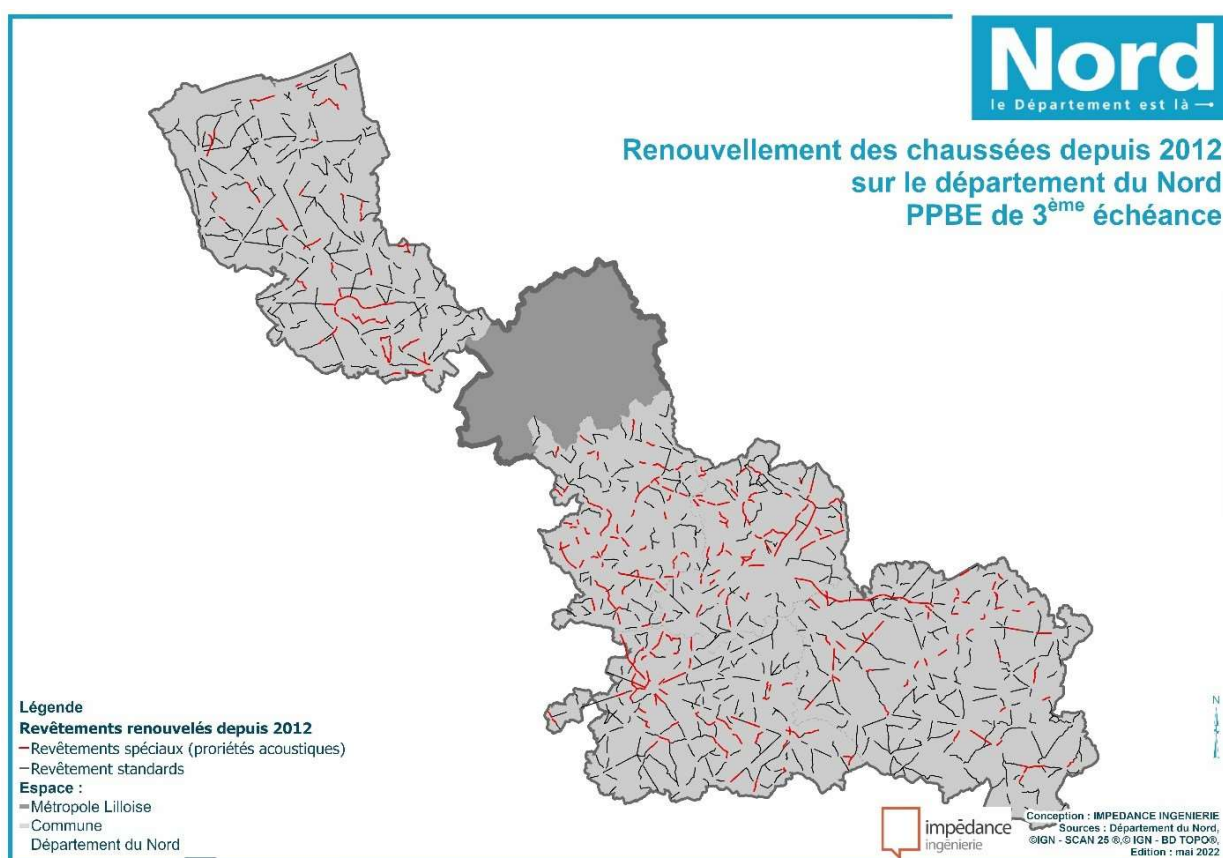 Nord
le Département est là
Renouvellement des chaussées depuis 2012
sur le département du Nord
PPBE de 3ème échéance
Légende
Revêtements renouvelés depuis 2012
Revêtements spéciaux (proriétés acoustiques)
Revêtement standards
Espace :
Métropole Lilloise
Commune
Département du Nord
N
impédance
ingénierie
Conception : IMPEDANCE INGENIERIE
Sources : Département du Nord,
©IGN - SCAN 25 ®,© IGN - BD TOPO®,
Edition : mai 2022